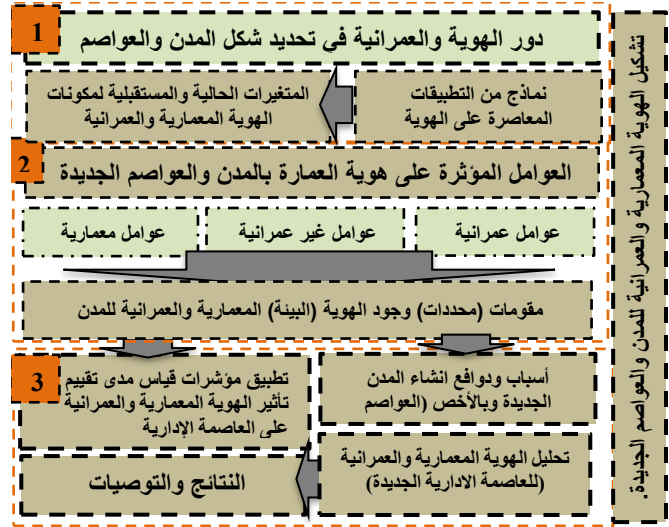 1
دور الهوية والعمرانية في تحديد شكل المدن والعواصم
نماذج من التطبيقات
المعاصرة على الهوية
المتغيرات الحالية والمستقبلية لمكونات
الهوية المعمارية والعمرانية
2
العوامل المؤثرة على هوية العمارة بالمدن والعواصم الجديدة
عوامل عمرانية
عوامل غير عمرانية
عوامل معمارية
مقومات (محددات) وجود الهوية (البيئة) المعمارية والعمرانية للمدن
3
أسباب ودوافع انشاء المدن
الجديدة وبالأخص (العواصم
تطبيق مؤشرات قياس مدى تقييم
تأثير الهوية المعمارية والعمرانية
على العاصمة الإدارية
تحليل الهوية المعمارية والعمرانية
(للعاصمة الادارية الجديدة)
النتائج والتوصيات
تشكيل الهوية المعمارية والعمرانية للمدن والعواصم الجديدة.